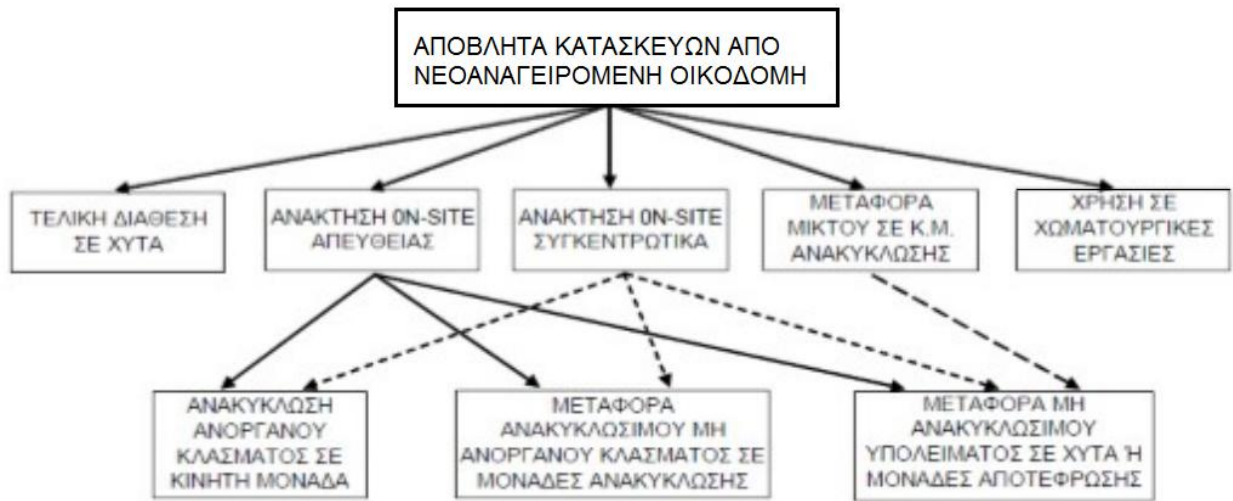 ΑΠΟΒΛΗΤΑ ΚΑΤΑΣΚΕΥΩΝ ΑΠΟ
ΝΕΟΑΝΑΓΕΙΡΟΜΕΝΗ ΟΙΚΟΔΟΜΗ
ΤΕΛΙΚΗ ΔΙΑΘΕΣΗ
ΣΕ ΧΥΤΑ
ΑΝΑΚΤΗΣΗ 0N-SITE
ΑΠΕΥΘΕΙΑΣ
ΑΝΑΚΤΗΣΗ 0N-SITE
ΣΥΓΚΕΝΤΡΩΤΙΚΑ
ΜΕΤΑΦΟΡΑ
ΜΙΚΤΟΥ ΣΕ Κ.Μ.
ΑΝΑΚΥΚΛΩΣΗΣ
ΧΡΗΣΗ ΣΕ
ΧΩΜΑΤΟΥΡΓΙΚΕΣ
ΕΡΓΑΣΙΕΣ
ΑΝΑΚΥΚΛΩΣΗ
ΑΝΟΡΓΑΝΟΥ
ΚΛΑΣΜΑΤΟΣ ΣΕ
ΚΙΝΗΤΗ ΜΟΝΑΔΑ
ΜΕΤΑΦΟΡΑ
ΑΝΑΚΥΚΛΩΣΙΜΟΥ ΜΗ
ΑΝΟΡΓΑΝΟΥ ΚΛΑΣΜΑΤΟΣ ΣΕ
ΜΟΝΑΔΕΣ ΑΝΑΚΥΚΛΩΣΗΣ
ΜΕΤΑΦΟΡΑ ΜΗ
ΑΝΑΚΥΚΛΩΣΙΜΟΥ
ΥΠΟΛΕΙΜΑΤΟΣ ΣΕ ΧΥΤΑ Ή
ΜΟΝΑΔΕΣ ΑΠΟΤΕΦΡΩΣΗΣ